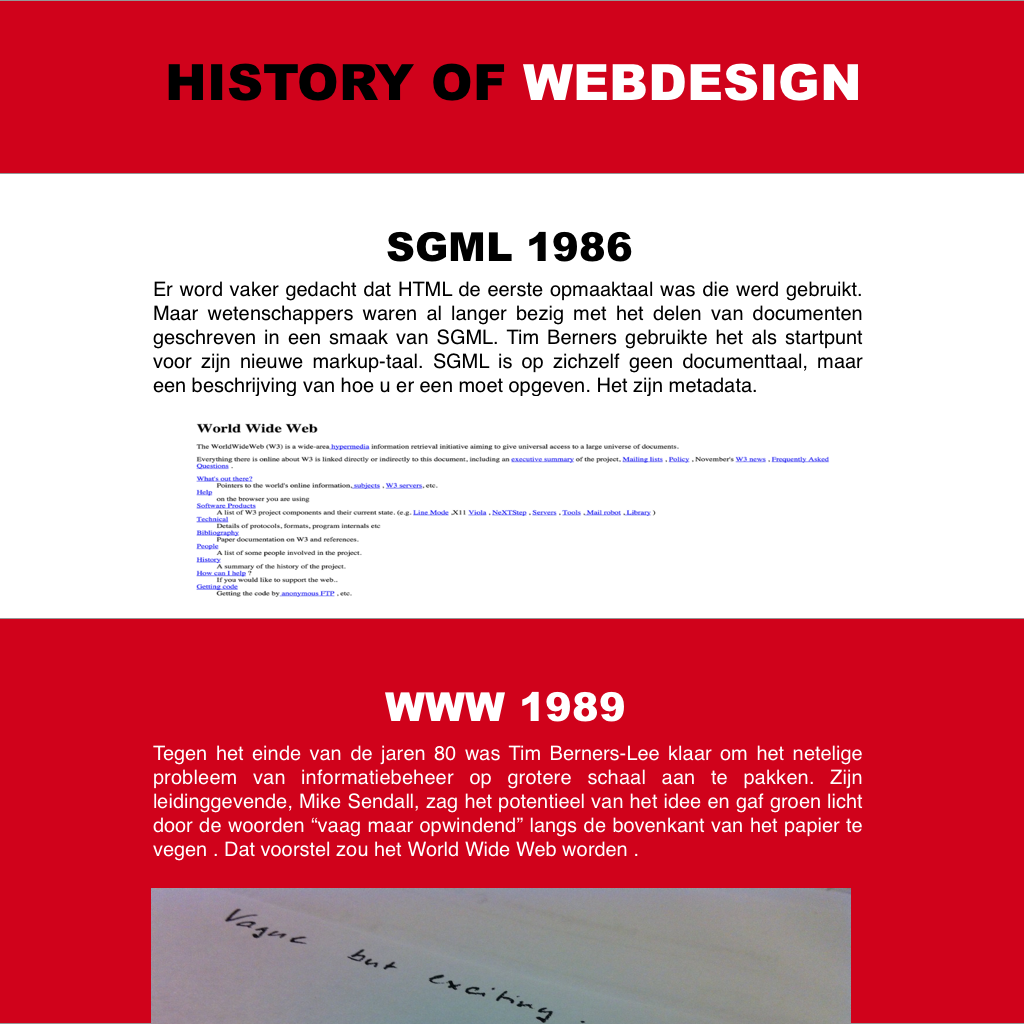 HISTORY OF WEBDESIGN
SGML 1986
Er word vaker gedacht dat HTML de eerste opmaaktaal was die werd gebruikt.
Maar wetenschappers waren al langer bezig met het delen van documenten
geschreven in een smaak van SGML. Tim Berners gebruikte het als startpunt
voor zijn nieuwe markup-taal. SGML is op zichzelf geen documenttaal, maar
een beschrijving van hoe u er een moet opgeven. Het zijn metadata.
World Wide Web
The WorldWideWeb (W3) is a wide-area hypermedia information retrieval initiative aiming to give universal access to a large universe of documents.
Everything there is online about W3 is linked directly or indirectly to this document, including an executive summary of the project, Mailing lists , Policy , November's W3 news , Frequently Asked
Questions .
What's out there?
Pointers to the world's online information, subjects , W3 servers, etc.
Help
on the browser you are using
Software Products
A list of W3 project components and their current state. (e.g. Line Mode ,X11 Viola , NeXTStep , Servers , Tools , Mail robot , Library )
Technical
Details of protocols, formats, program internals etc
Bibliography
Paper documentation on W3 and references.
People
A list of some people involved in the project.
History
A summary of the history of the project.
How can I help ?
If you would like to support the web..
Getting code
Getting the code by anonymous FTP , etc.
WWW 1989
Tegen het einde van de jaren 80 was Tim Berners-Lee klaar om het netelige
probleem van informatiebeheer op grotere schaal aan te pakken. Zijn
leidinggevende, Mike Sendall, zag het potentieel van het idee en gaf groen licht
door de woorden “vaag maar opwindend” langs de bovenkant van het papier te
vegen . Dat voorstel zou het World Wide Web worden .
Vague but exciting .